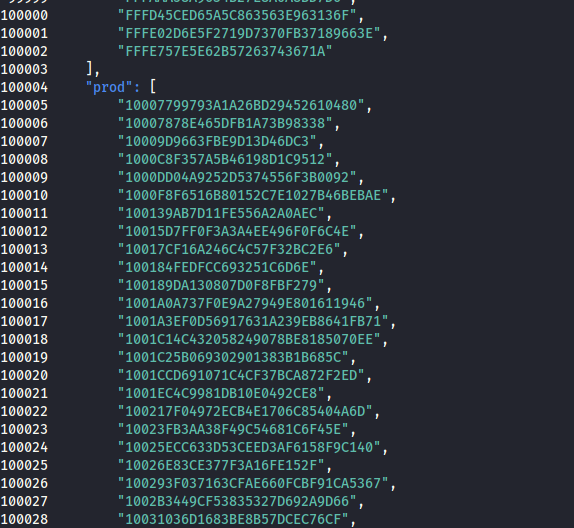 100000 "FFFD45CED65A5C863563E963136F",
100001 "FFFE02D6E5F2719D7370FB37189663E",
100002 "FFFE757E5E62B57263743671A"
100003 ],
100004 "prod": [
100005 "10007799793A1A26BD29452610480",
100006 "10007878E465DFB1A73B98338",
100007 "10009D9663FBE9D13D46DC3",
100008 "1000C8F357A5B46198D1C9512",
100009 "1000DD04A9252D5374556F3B0092",
100010 "1000F8F6516B80152C7E1027B46BEBAE",
100011 "100139AB7D11FE556A2A0AEC",
100012 "10015D7FF0F3A3A4EE496F0F6C4E",
100013 "10017CF16A246C4C57F32BC2E6",
100014 "100184FEDFCC693251C6D6E",
100015 "100189DA130807D0F8FBF279",
100016 "1001A0A737F0E9A27949E801611946",
100017 "1001A3EF0D56917631A239EB8641FB71",
100018 "1001C14C432058249078BE8185070EE",
100019 "1001C25B069302901383B1B685C",
100020 "1001CCD691071C4CF37BCA872F2ED",
100021 "1001EC4C9981DB10E0492CE8",
100022 "100217F04972ECB4E1706C85404A6D",
100023 "10023FB3AA38F49C54681C6F45E",
100024 "10025ECC633D53CEED3AF6158F9C140",
100025 "10026E83CE377F3A16FE152F",
100026 "100293F037163CFAE660FCBF91CA5367",
100027 "1002B3449CF53835327D692A9D66",
100028 "10031036D1683BE8B57DCEC76CF",